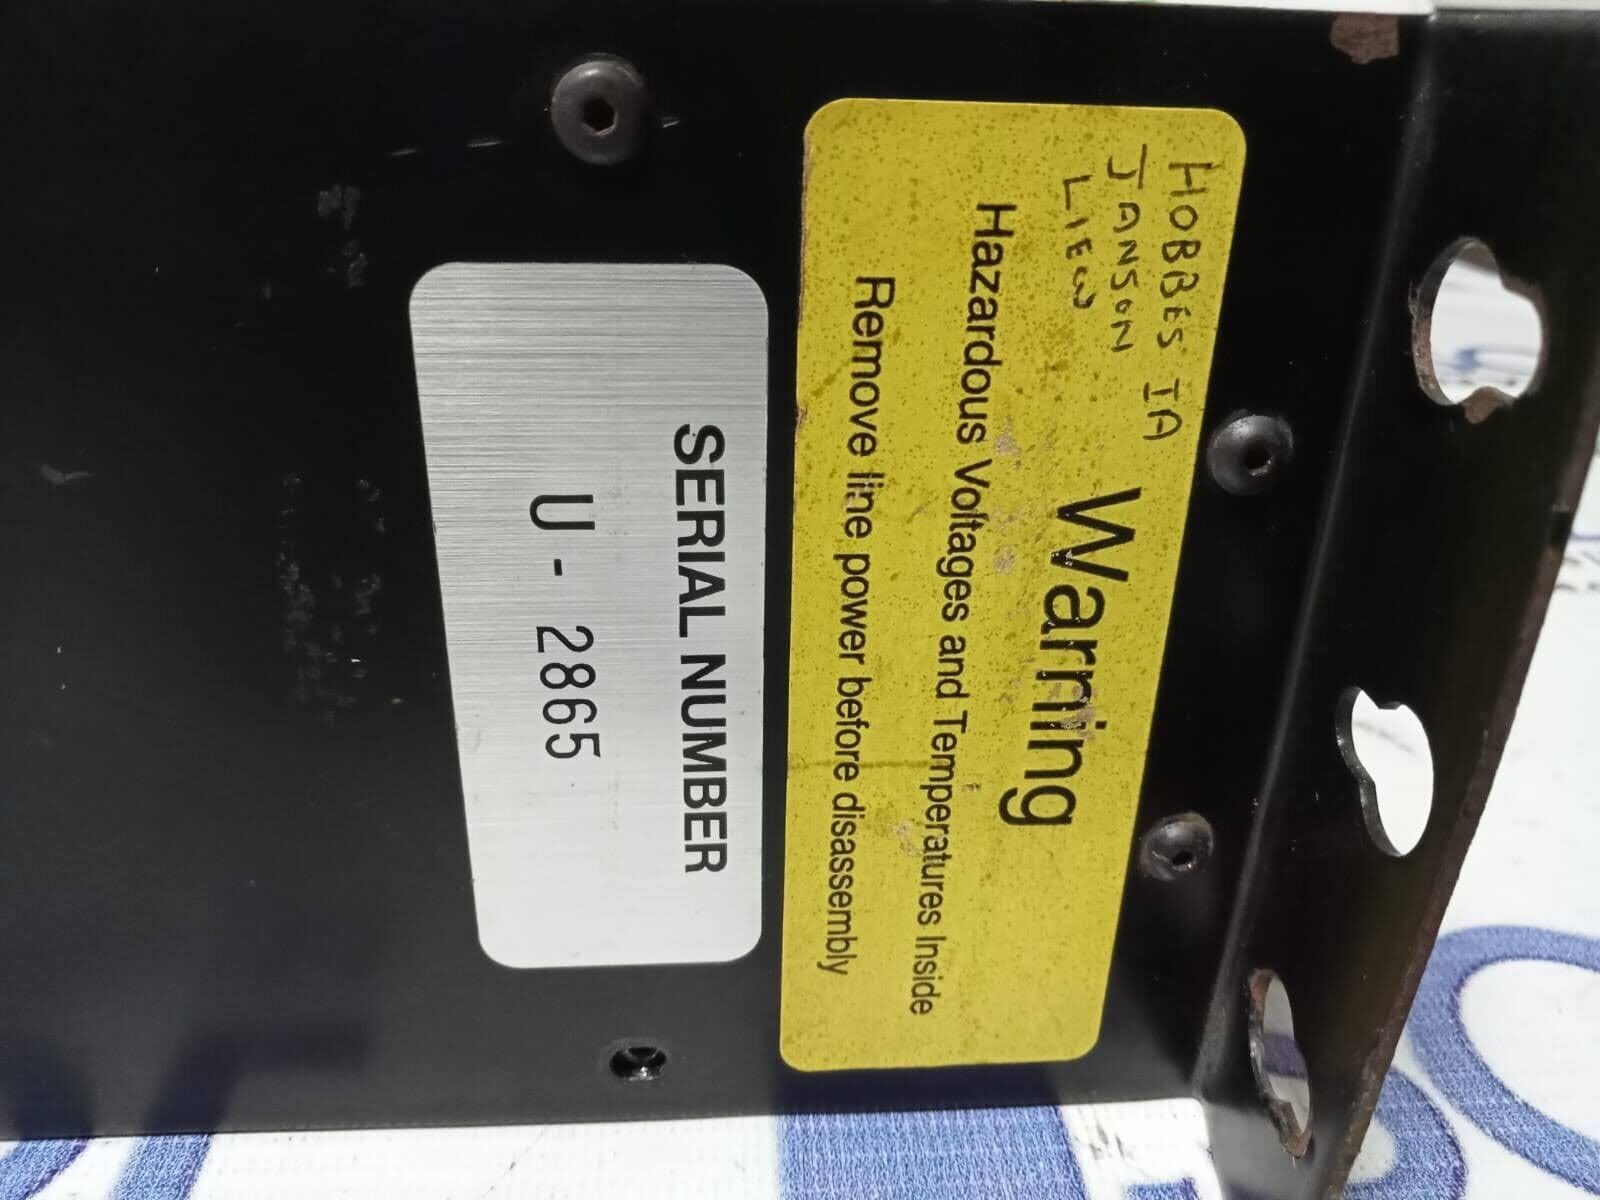 HOBBES IA
JANSON
LIEW
Warning
Hazardous Voltages and Temperatures Inside
Remove line power before disassembly
SERIAL NUMBER
U-2865